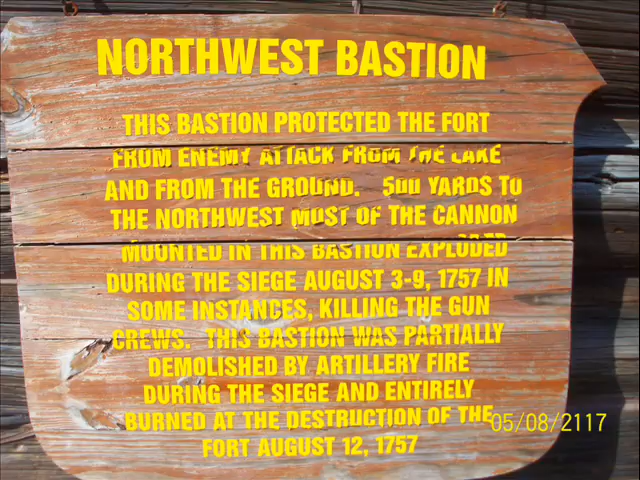 NORTHWEST BASTION
THIS BASTION PROTECTED THE FORT
FROM ENEMY ATTACK FROM THE LAKE
AND FROM THE GROUND. 500 YARDS TO
THE NORTHWEST MOST OF THE CANNON
MOUNTED IN THIS BASTION EXPLODED
DURING THE SIEGE AUGUST 3-9, 1757 IN
SOME INSTANCES, KILLING THE GUN
CREWS. THIS BASTION WAS PARTIALLY
DEMOLISHED BY ARTILLERY FIRE
DURING THE SIEGE AND ENTIRELY
BURNED AT THE DESTRUCTION OF THE
FORT AUGUST 12, 1757
05/08/2117